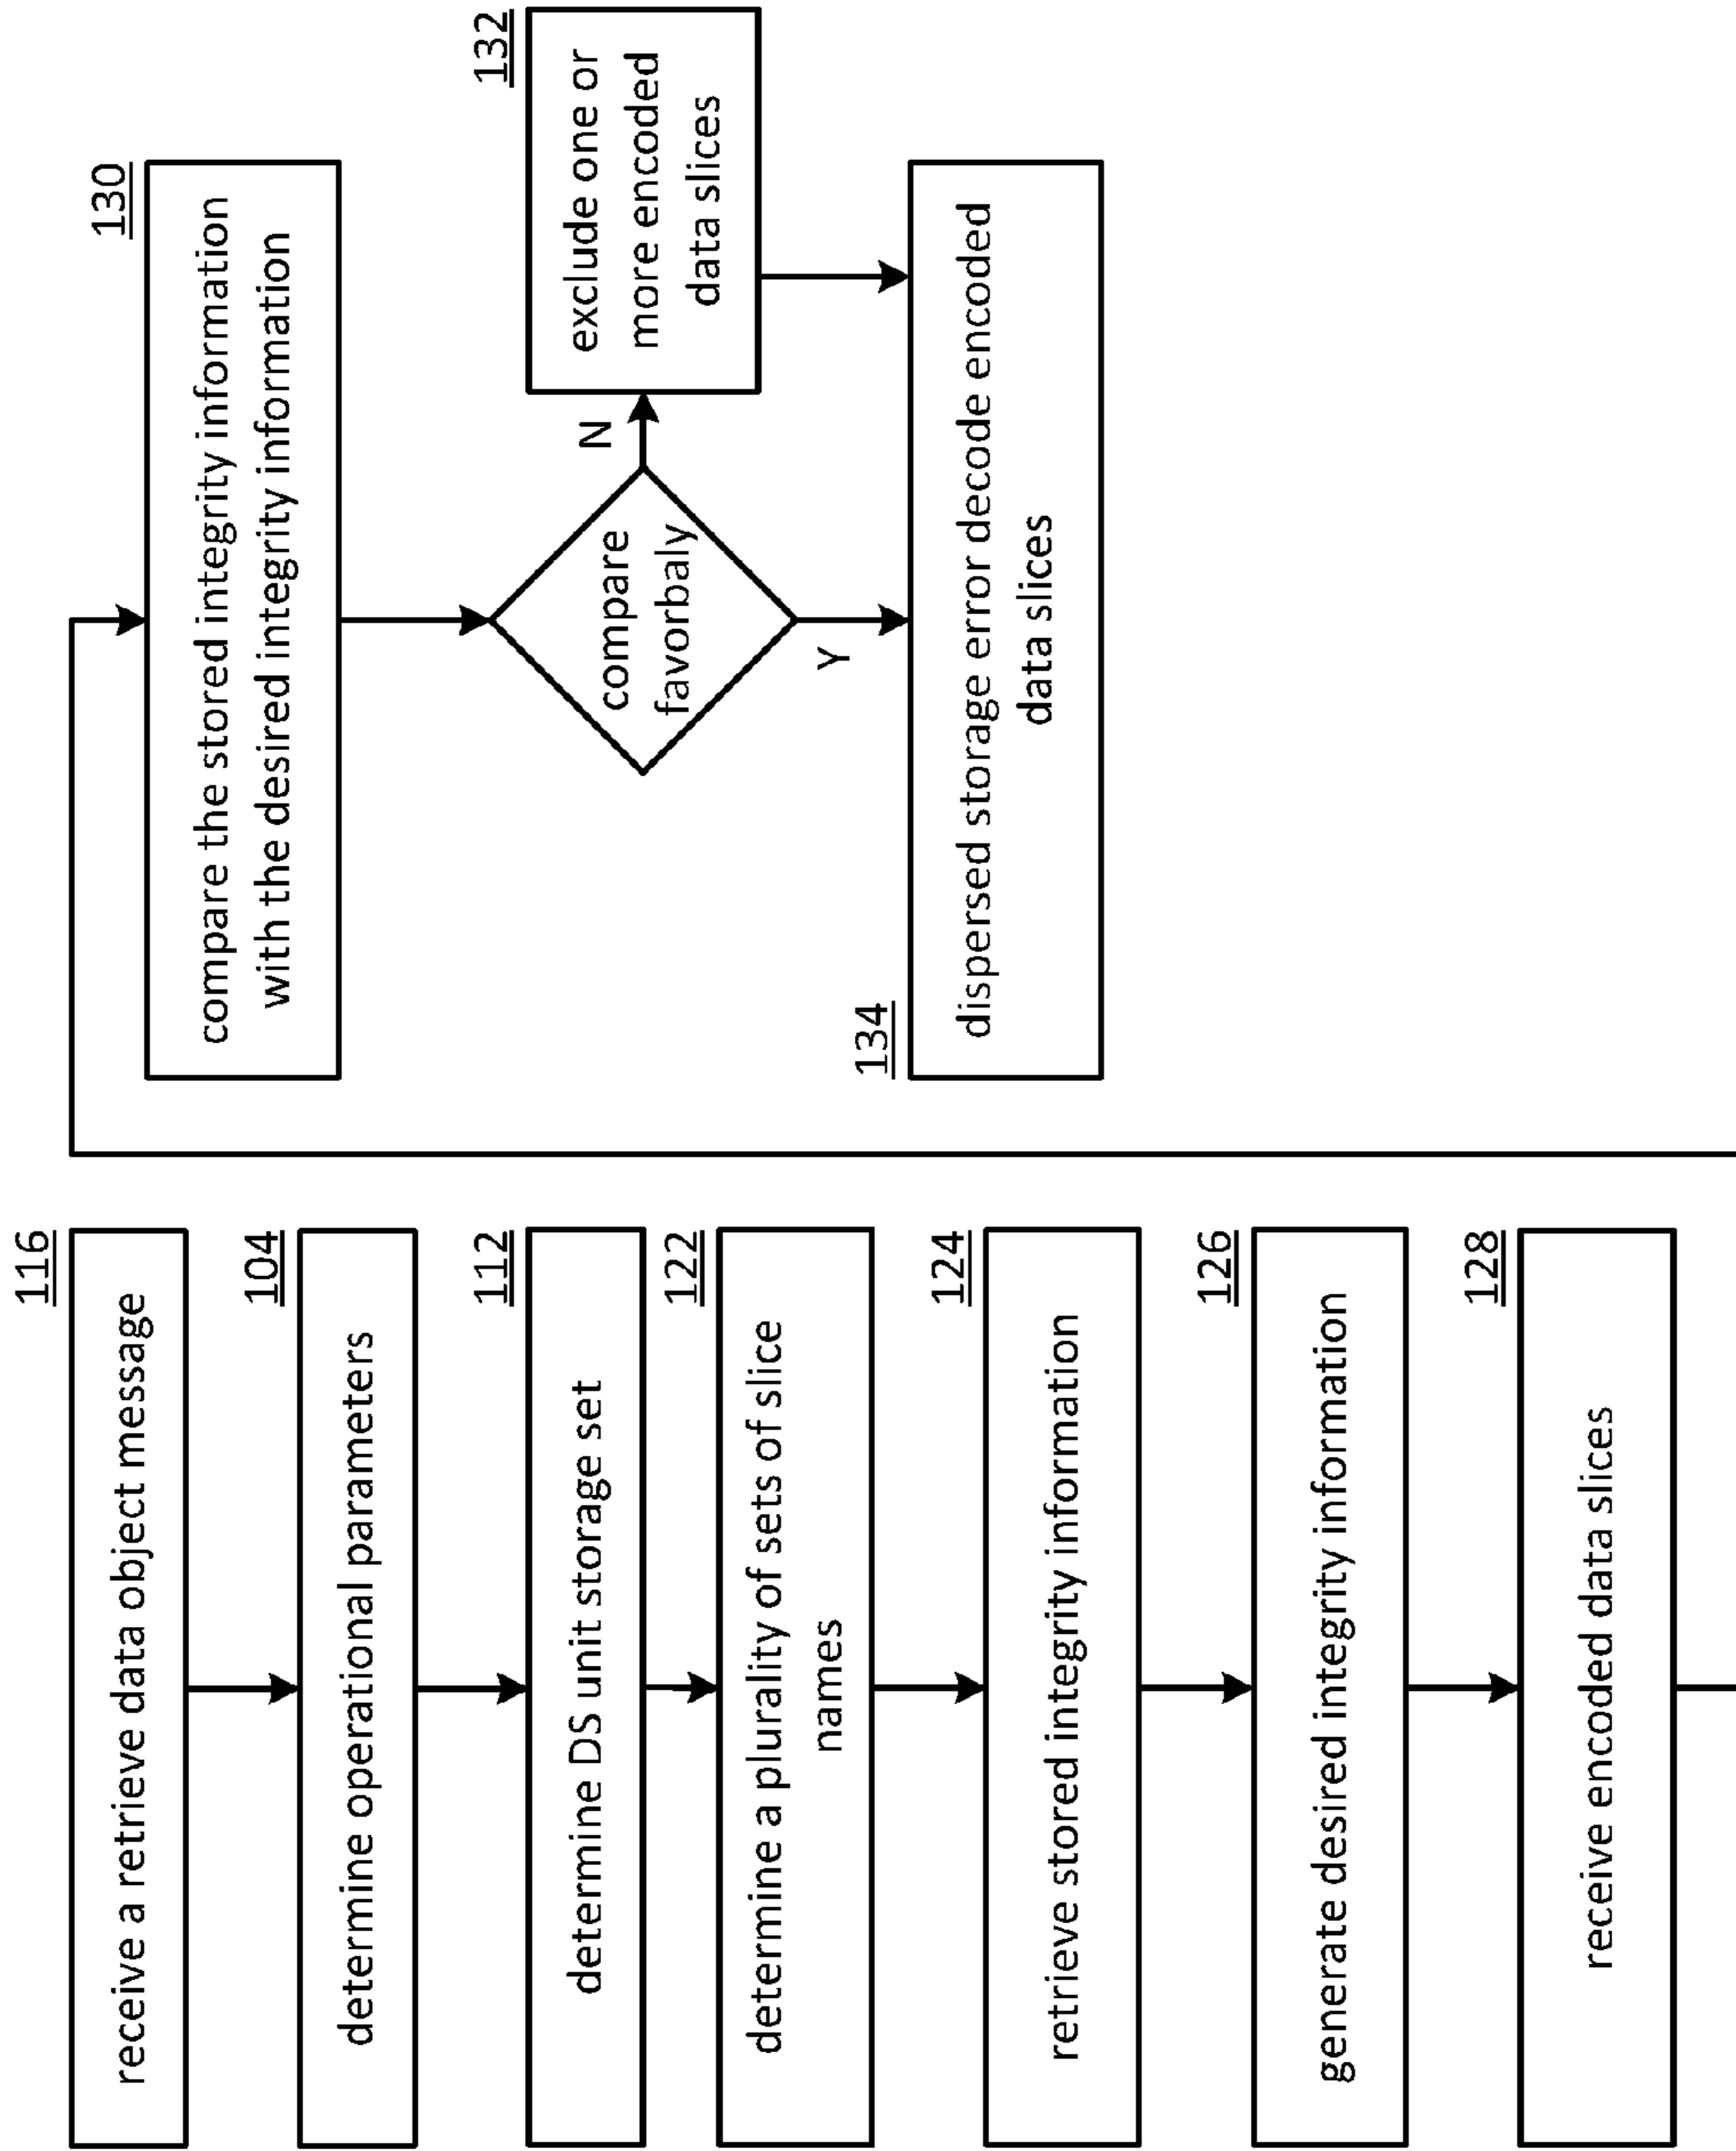 116
receive a retrieve data object message
104
determine operational parameters
112
determine DS unit storage set
122
determine a plurality of sets of slice
names
124
retrieve stored integrity information
126
generate desired integrity information
128
receive encoded data slices
130
compare the stored integrity information
with the desired integrity information
compare
favorbaly
N
Y
132
exclude one or
more encoded
data slices
134
dispersed storage error decode encoded
data slices